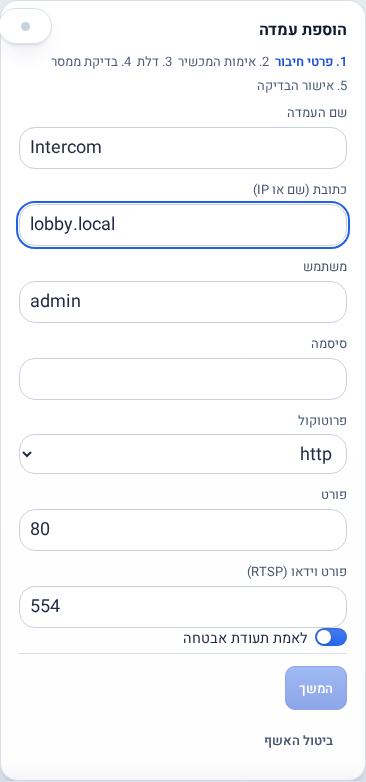 הוספת עמדה
1. פרטי חיבור 2. אימות המכשיר 3. דלת 4. בדיקת ממסר
5. אישור הבדיקה
שם העמדה
Intercom
כתובת (שם או IP)
lobby.local
משתמש
admin
סיסמה
פרוטוקול
http
פורט
80
פורט וידאו (RTSP)
554
לאמת תעודת אבטחה
המשך
ביטול האשף